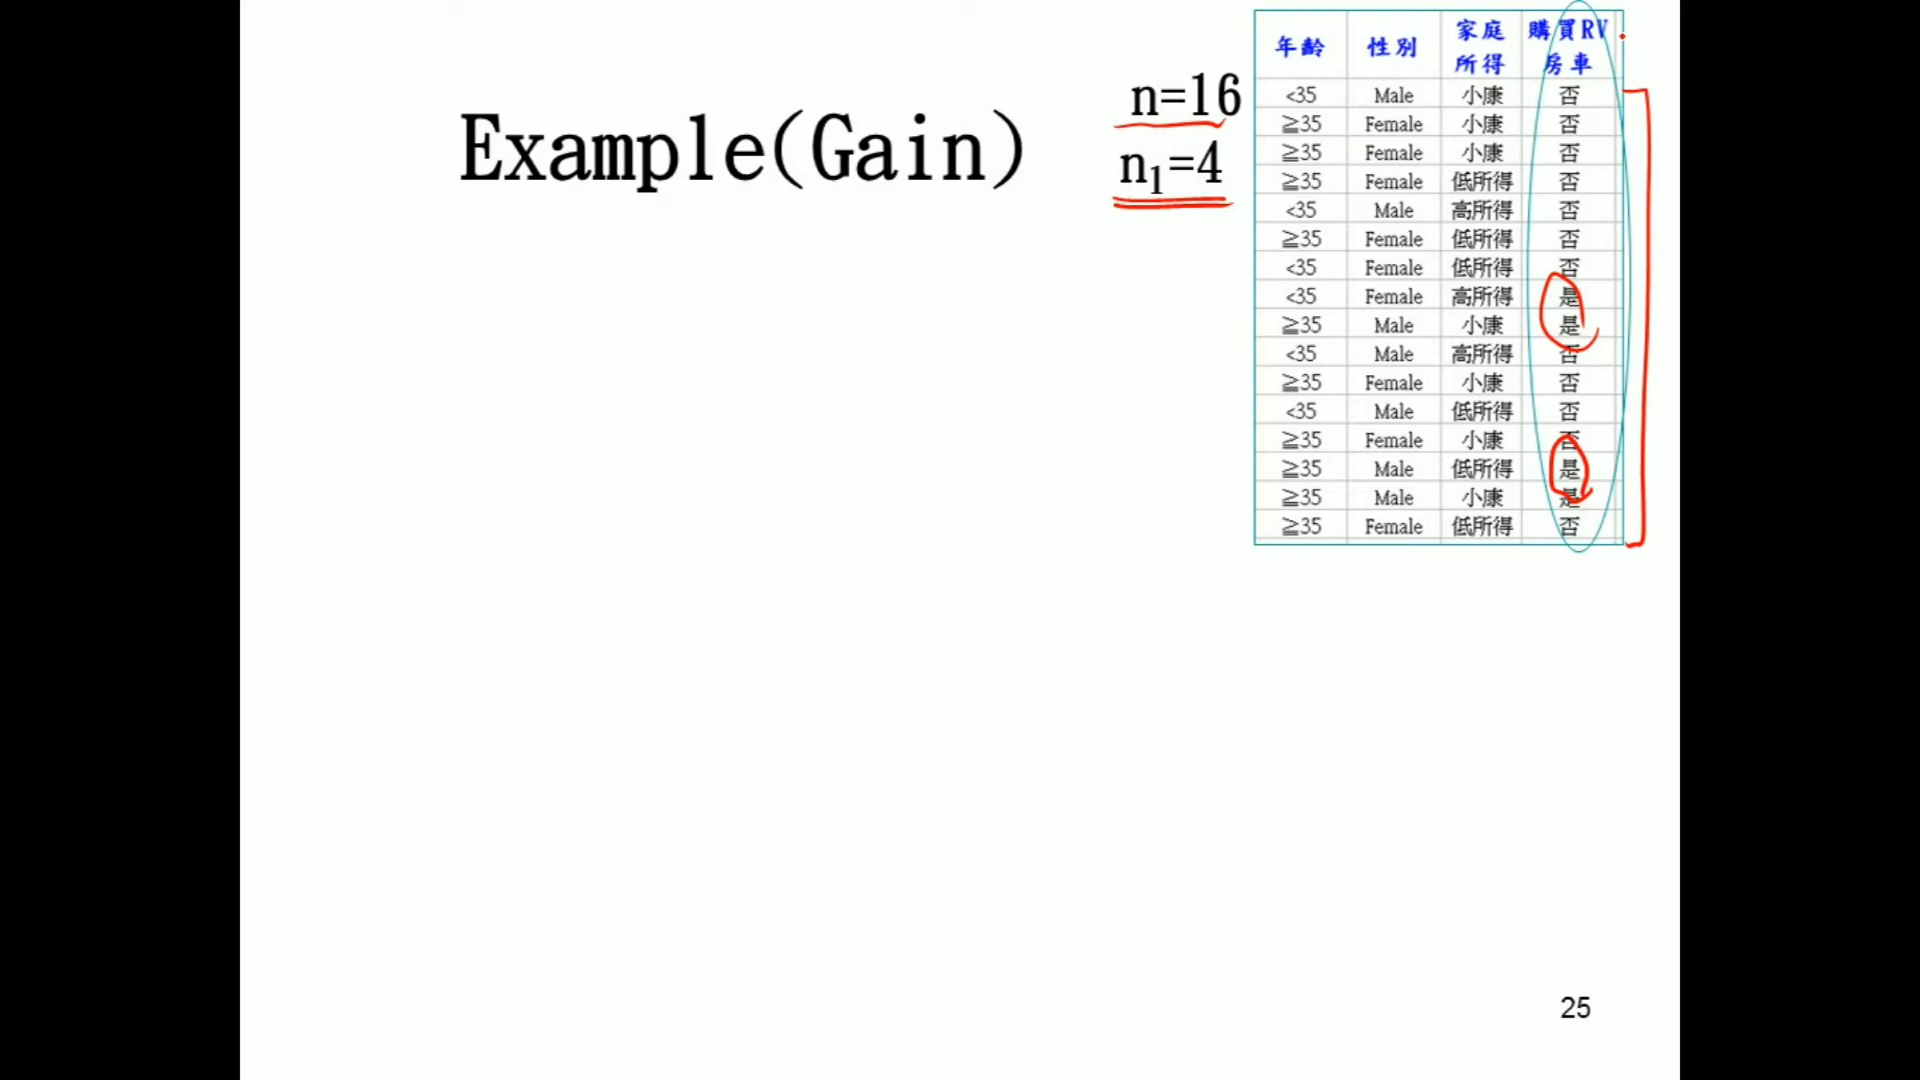 Example(Gain)
n=16
n1=4
年齡 性別 家庭所得 購買RV房車
<35 Male 小康 否
≧35 Female 小康 否
≧35 Female 小康 否
≧35 Female 低所得 否
<35 Male 高所得 否
≧35 Female 低所得 否
<35 Female 低所得 否
<35 Female 高所得 是
≧35 Male 小康 是
<35 Male 高所得 否
≧35 Female 小康 否
<35 Male 低所得 否
≧35 Female 小康 否
≧35 Male 低所得 是
≧35 Male 小康 是
≧35 Female 低所得 否
25